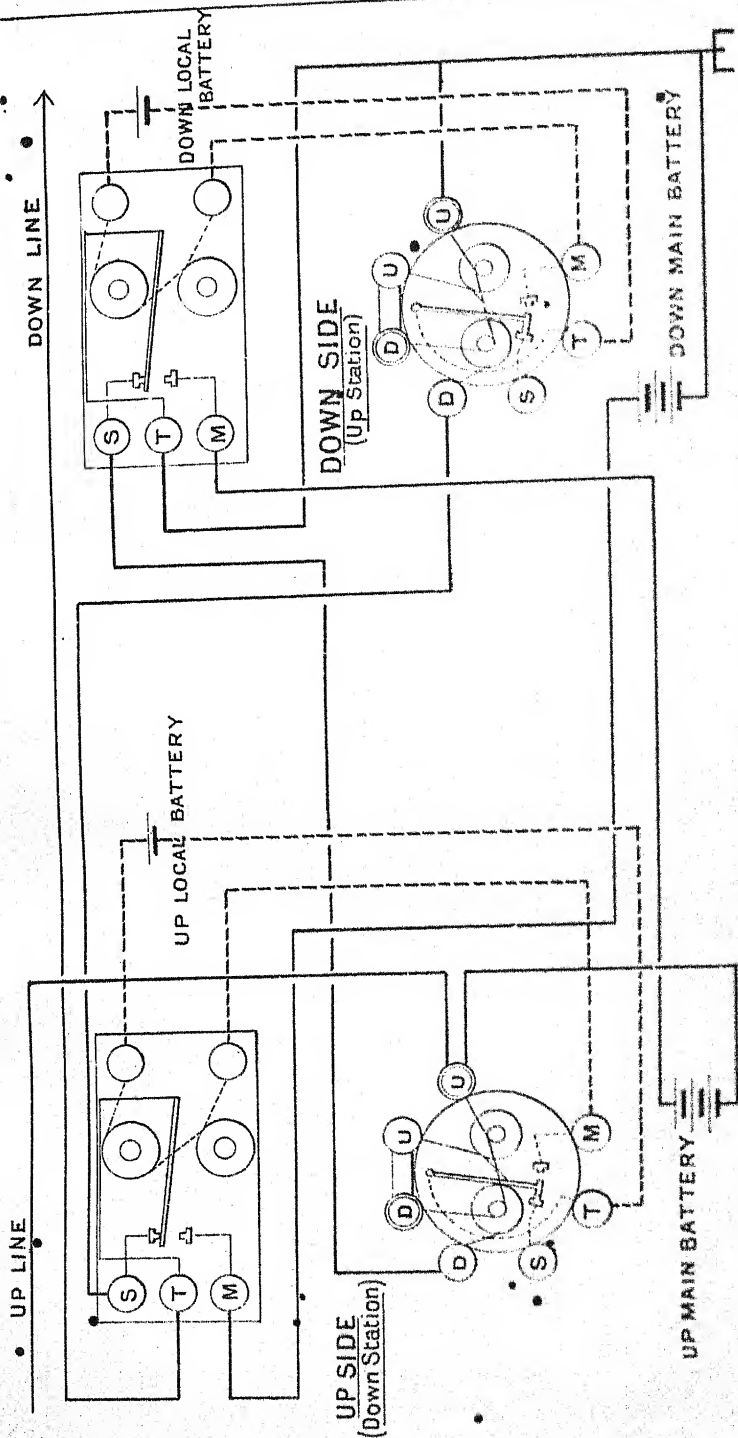 UP LINE
DOWN LINE
S
T
M
UP LOCAL BATTERY
S
T
M
DOWN LOCAL
BATTERY
UP SIDE
(Down Station)
D
D
U
U
S
T
M
DOWN SIDE
(Up Station)
D
D
U
U
S
T
M
UP MAIN BATTERY
DOWN MAIN BATTERY